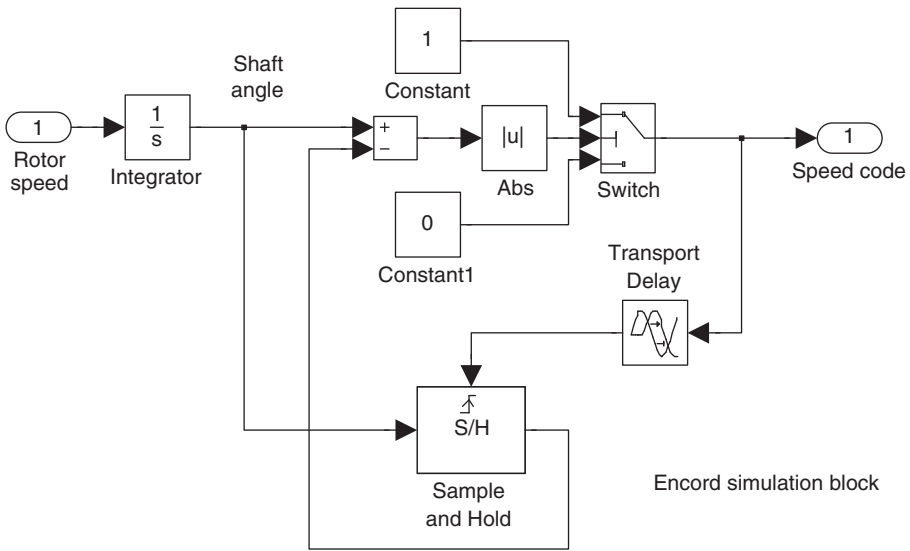 1
Constant
Shaft
angle
1
Rotor
speed
1
s
Integrator
+
−
|u|
Abs
Switch
1
Speed code
0
Constant1
Transport
Delay
S/H
Sample
and Hold
Encord simulation block